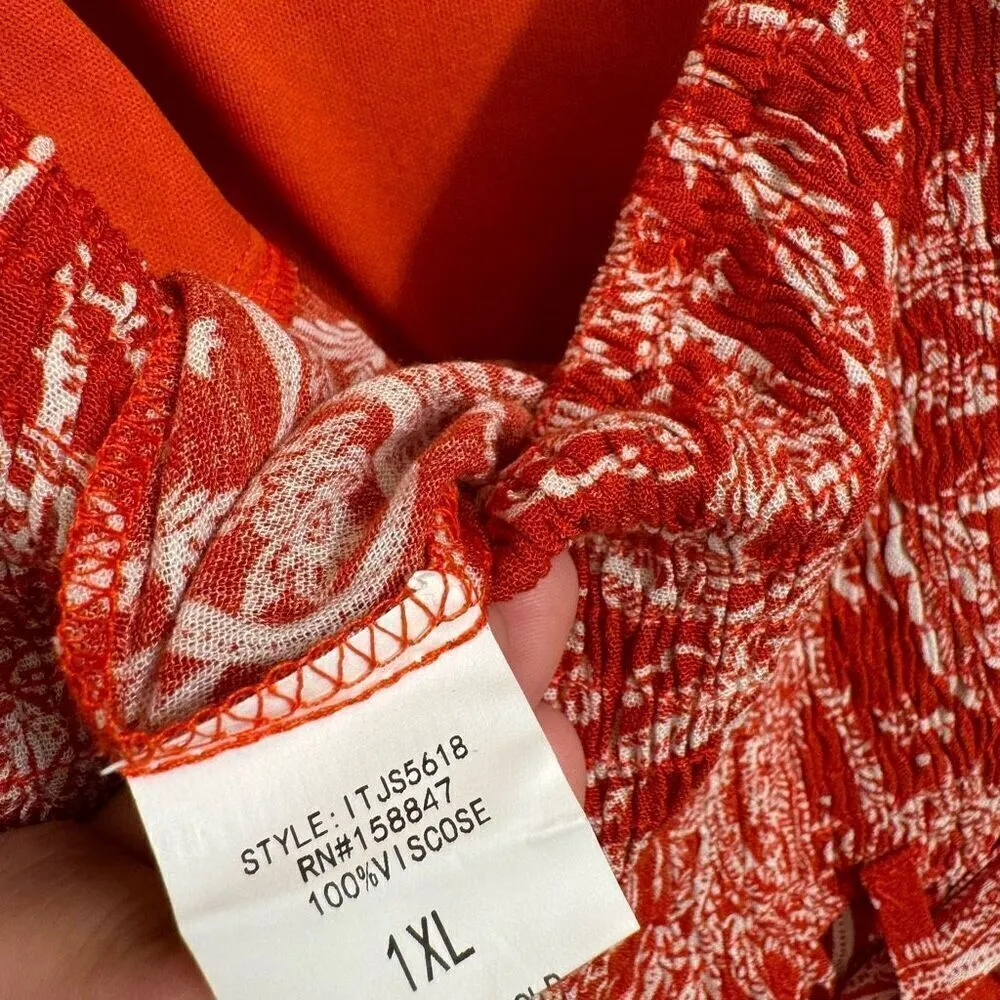 STYLE: ITJS5618
RN#158847
100%VISCOSE
1XL